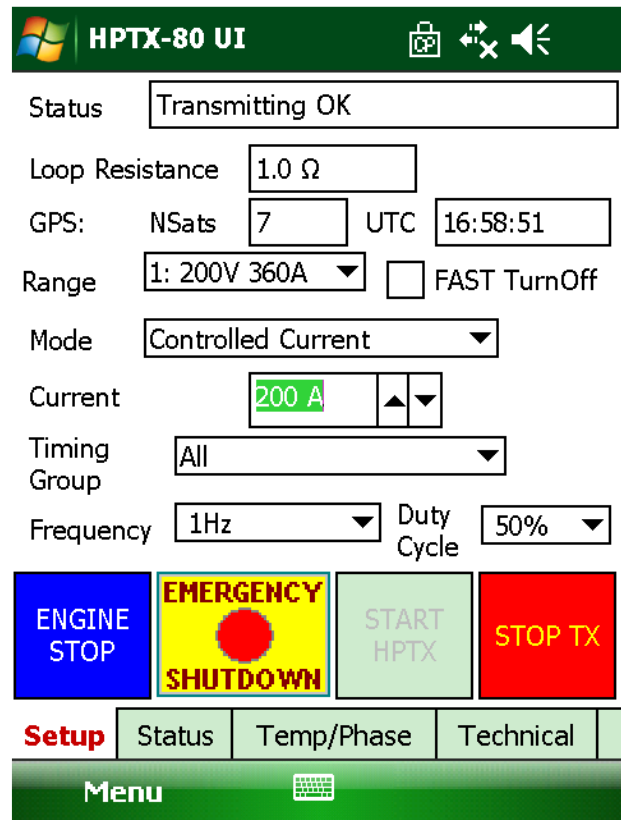 HPTX-80 UI CP
Status Transmitting OK
Loop Resistance 1.0 Ω
GPS: NSats 7 UTC 16:58:51
Range 1: 200V 360A FAST TurnOff
Mode Controlled Current
Current 200 A
Timing
Group All
Frequency 1Hz Duty
Cycle 50%
ENGINE
STOP
EMERGENCY
SHUTDOWN
START
HPTX
STOP TX
Setup Status Temp/Phase Technical
Menu